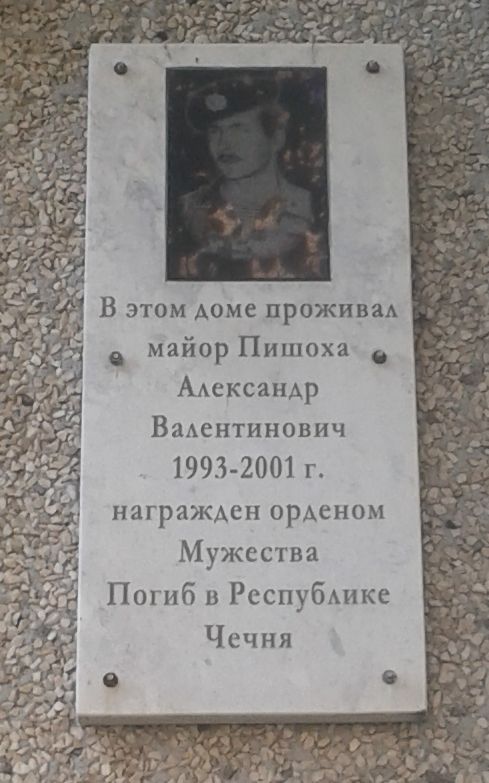 В этом доме проживал
майор Пишоха
Александр
Валентинович
1993-2001 г.
награжден орденом
Мужества
Погиб в Республике
Чечня